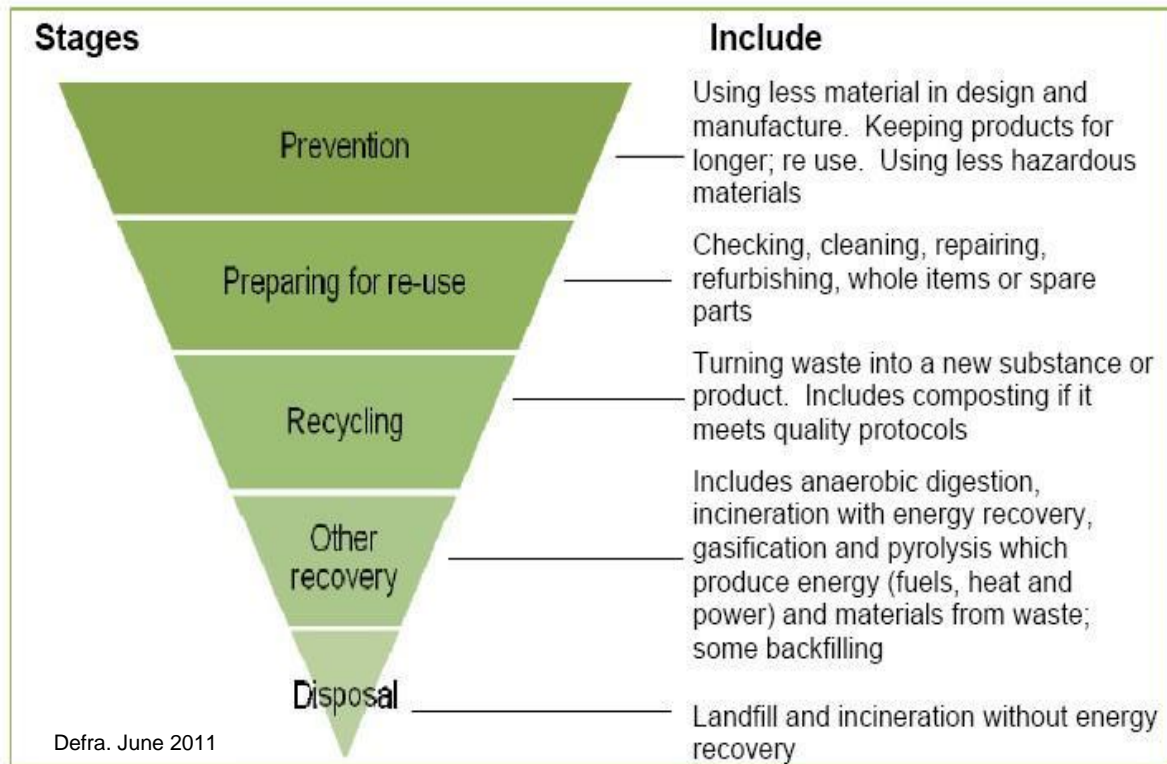 Stages
Include
Prevention
Using less material in design and
manufacture.  Keeping products for
longer; re use.  Using less hazardous
materials
Preparing for re-use
Checking, cleaning, repairing,
refurbishing, whole items or spare
parts
Recycling
Turning waste into a new substance or
product.  Includes composting if it
meets quality protocols
Other
recovery
Includes anaerobic digestion,
incineration with energy recovery,
gasification and pyrolysis which
produce energy (fuels, heat and
power) and materials from waste;
some backfilling
Disposal
Landfill and incineration without energy
recovery
Defra. June 2011